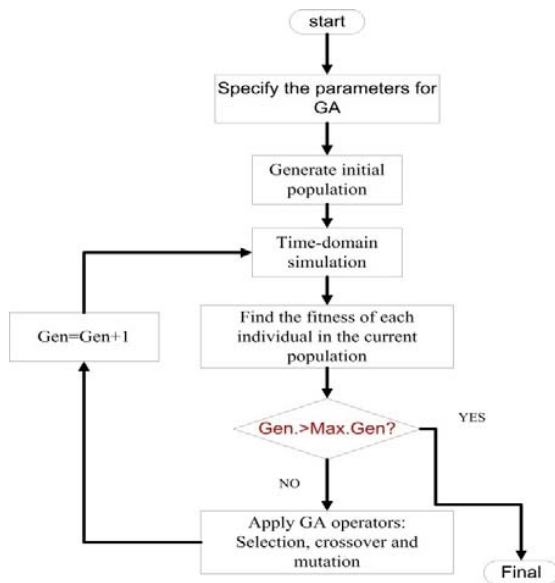 start
Specify the parameters for
GA
Generate initial
population
Time-domain
simulation
Find the fitness of each
individual in the current
population
Gen=Gen+1
Gen.>Max.Gen?
YES
NO
Apply GA operators:
Selection, crossover and
mutation
Final